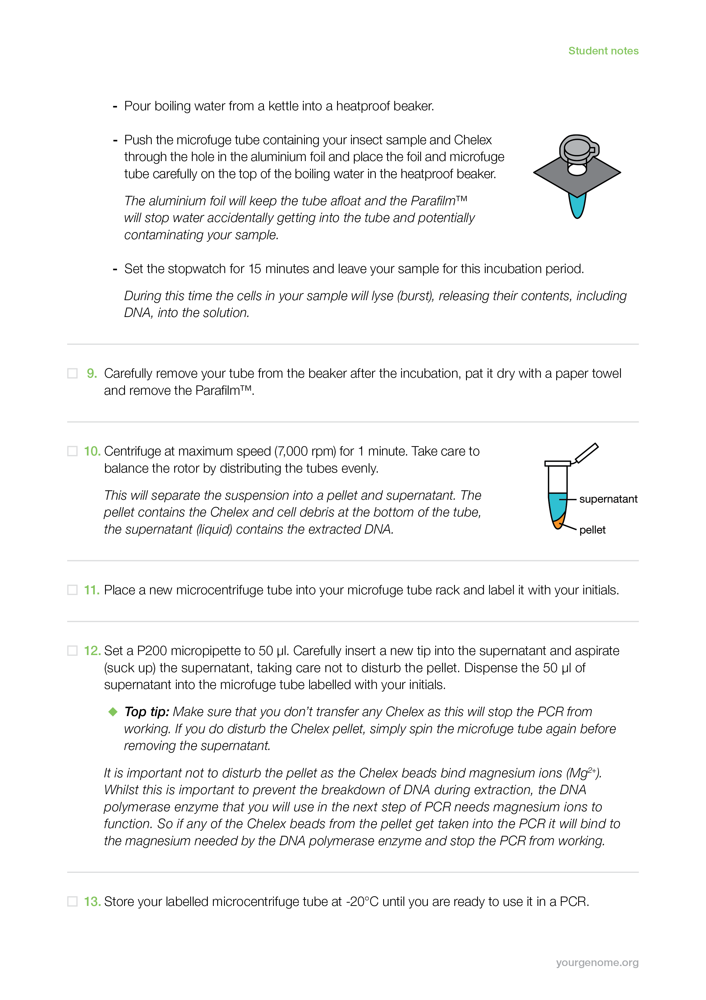 Student notes
- Pour boiling water from a kettle into a heatproof beaker.
- Push the microfuge tube containing your insect sample and Chelex
through the hole in the aluminium foil and place the foil and microfuge
tube carefully on the top of the boiling water in the heatproof beaker.
The aluminium foil will keep the tube afloat and the Parafilm™
will stop water accidentally getting into the tube and potentially
contaminating your sample.
- Set the stopwatch for 15 minutes and leave your sample for this incubation period.
During this time the cells in your sample will lyse (burst), releasing their contents, including
DNA, into the solution.
9. Carefully remove your tube from the beaker after the incubation, pat it dry with a paper towel
and remove the Parafilm™.
10. Centrifuge at maximum speed (7,000 rpm) for 1 minute. Take care to
balance the rotor by distributing the tubes evenly.
This will separate the suspension into a pellet and supernatant. The
pellet contains the Chelex and cell debris at the bottom of the tube,
the supernatant (liquid) contains the extracted DNA.
supernatant
pellet
11. Place a new microcentrifuge tube into your microfuge tube rack and label it with your initials.
12. Set a P200 micropipette to 50 µl. Carefully insert a new tip into the supernatant and aspirate
(suck up) the supernatant, taking care not to disturb the pellet. Dispense the 50 µl of
supernatant into the microfuge tube labelled with your initials.
◆ Top tip: Make sure that you don’t transfer any Chelex as this will stop the PCR from
working. If you do disturb the Chelex pellet, simply spin the microfuge tube again before
removing the supernatant.
It is important not to disturb the pellet as the Chelex beads bind magnesium ions (Mg²⁺).
Whilst this is important to prevent the breakdown of DNA during extraction, the DNA
polymerase enzyme that you will use in the next step of PCR needs magnesium ions to
function. So if any of the Chelex beads from the pellet get taken into the PCR it will bind to
the magnesium needed by the DNA polymerase enzyme and stop the PCR from working.
13. Store your labelled microcentrifuge tube at -20°C until you are ready to use it in a PCR.
yourgenome.org